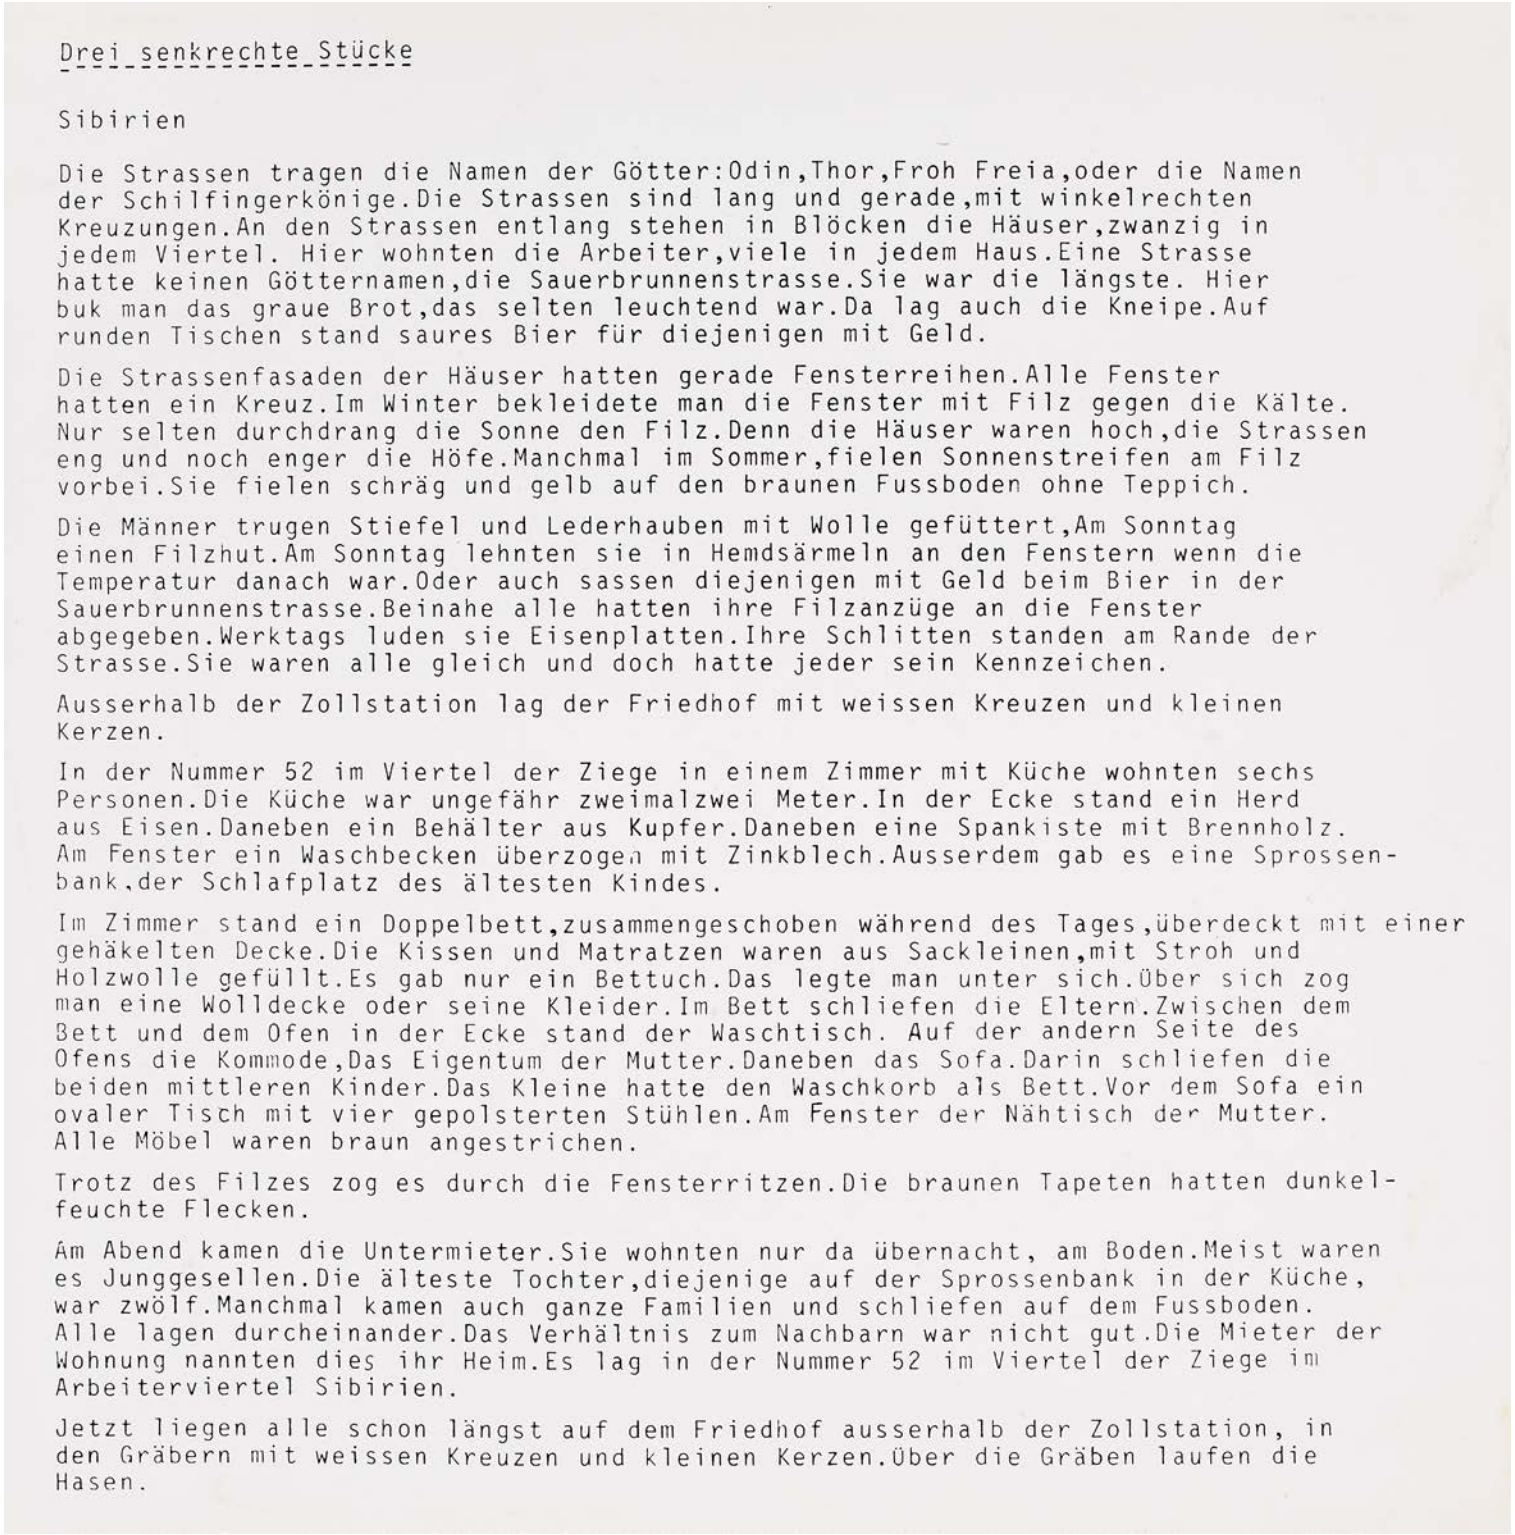 Drei senkrechte Stücke
Sibirien
Die Strassen tragen die Namen der Götter:Odin,Thor,Froh Freia,oder die Namen
der Schilfingerkönige.Die Strassen sind lang und gerade,mit winkelrechten
Kreuzungen.An den Strassen entlang stehen in Blöcken die Häuser,zwanzig in
jedem Viertel. Hier wohnten die Arbeiter,viele in jedem Haus.Eine Strasse
hatte keinen Götternamen,die Sauerbrunnenstrasse.Sie war die längste. Hier
buk man das graue Brot,das selten leuchtend war.Da lag auch die Kneipe.Auf
runden Tischen stand saures Bier für diejenigen mit Geld.
Die Strassenfasaden der Häuser hatten gerade Fensterreihen.Alle Fenster
hatten ein Kreuz.Im Winter bekleidete man die Fenster mit Filz gegen die Kälte.
Nur selten durchdrang die Sonne den Filz.Denn die Häuser waren hoch,die Strassen
eng und noch enger die Höfe.Manchmal im Sommer,fielen Sonnenstreifen am Filz
vorbei.Sie fielen schräg und gelb auf den braunen Fussboden ohne Teppich.
Die Männer trugen Stiefel und Lederhauben mit Wolle gefüttert,Am Sonntag
einen Filzhut.Am Sonntag lehnten sie in Hemdsärmeln an den Fenstern wenn die
Temperatur danach war.Oder auch sassen diejenigen mit Geld beim Bier in der
Sauerbrunnenstrasse.Beinahe alle hatten ihre Filzanzüge an die Fenster
abgegeben.Werktags luden sie Eisenplatten.Ihre Schlitten standen am Rande der
Strasse.Sie waren alle gleich und doch hatte jeder sein Kennzeichen.
Ausserhalb der Zollstation lag der Friedhof mit weissen Kreuzen und kleinen
Kerzen.
In der Nummer 52 im Viertel der Ziege in einem Zimmer mit Küche wohnten sechs
Personen.Die Küche war ungefähr zweimalzwei Meter.In der Ecke stand ein Herd
aus Eisen.Daneben ein Behälter aus Kupfer.Daneben eine Spankiste mit Brennholz.
Am Fenster ein Waschbecken überzogen mit Zinkblech.Ausserdem gab es eine Sprossen-
bank,der Schlafplatz des ältesten Kindes.
Im Zimmer stand ein Doppelbett,zusammengeschoben während des Tages,überdeckt mit einer
gehäkelten Decke.Die Kissen und Matratzen waren aus Sackleinen,mit Stroh und
Holzwolle gefüllt.Es gab nur ein Bettuch.Das legte man unter sich.Über sich zog
man eine Wolldecke oder seine Kleider.Im Bett schliefen die Eltern.Zwischen dem
Bett und dem Ofen in der Ecke stand der Waschtisch. Auf der andern Seite des
Ofens die Kommode,Das Eigentum der Mutter.Daneben das Sofa.Darin schliefen die
beiden mittleren Kinder.Das Kleine hatte den Waschkorb als Bett.Vor dem Sofa ein
ovaler Tisch mit vier gepolsterten Stühlen.Am Fenster der Nähtisch der Mutter.
Alle Möbel waren braun angestrichen.
Trotz des Filzes zog es durch die Fensterritzen.Die braunen Tapeten hatten dunkel-
feuchte Flecken.
Am Abend kamen die Untermieter.Sie wohnten nur da übernacht, am Boden.Meist waren
es Junggesellen.Die älteste Tochter,diejenige auf der Sprossenbank in der Küche,
war zwölf.Manchmal kamen auch ganze Familien und schliefen auf dem Fussboden.
Alle lagen durcheinander.Das Verhältnis zum Nachbarn war nicht gut.Die Mieter der
Wohnung nannten dies ihr Heim.Es lag in der Nummer 52 im Viertel der Ziege im
Arbeiterviertel Sibirien.
Jetzt liegen alle schon längst auf dem Friedhof ausserhalb der Zollstation, in
den Gräbern mit weissen Kreuzen und kleinen Kerzen.Über die Gräben laufen die
Hasen.